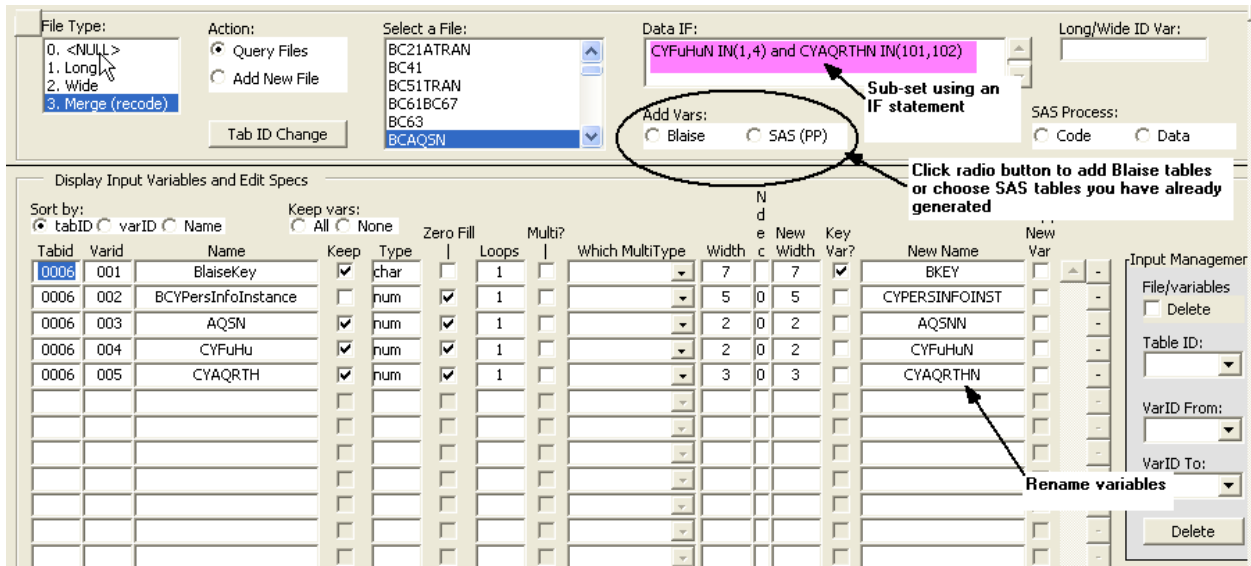 File Type:
0. <NULL>
1. Long
2. Wide
3. Merge (recode)
Action:
Query Files
Add New File
Tab ID Change
Select a File:
BC21ATRAN
BC41
BC51TRAN
BC61BC67
BC63
BCAQSN
Data IF:
CYFuHuN IN(1,4) and CYAQRTHN IN(101,102)
Sub-set using an
IF statement
Long/Wide ID Var:
Add Vars:
Blaise SAS (PP)
SAS Process:
Code Data
Click radio button to add Blaise tables
or choose SAS tables you have already
generated
Display Input Variables and Edit Specs
Sort by:
tabID varID Name
Keep vars:
All None
Tabid Varid Name Keep Type Zero Fill | Loops Multi? | Which MultiType Width Ndec New Width Key Var? New Name New Var
0006 001 BlaiseKey char 1 7 7 BKEY -
0006 002 BCYPersInfoInstance num 1 5 0 5 CYPERSINFOINST -
0006 003 AQSN num 1 2 0 2 AQSNN -
0006 004 CYFuHu num 1 2 0 2 CYFuHuN -
0006 005 CYAQRTH num 1 3 0 3 CYAQRTHN -
Rename variables
Input Managemen
File/variables
Delete
Table ID:
VarID From:
VarID To:
Delete